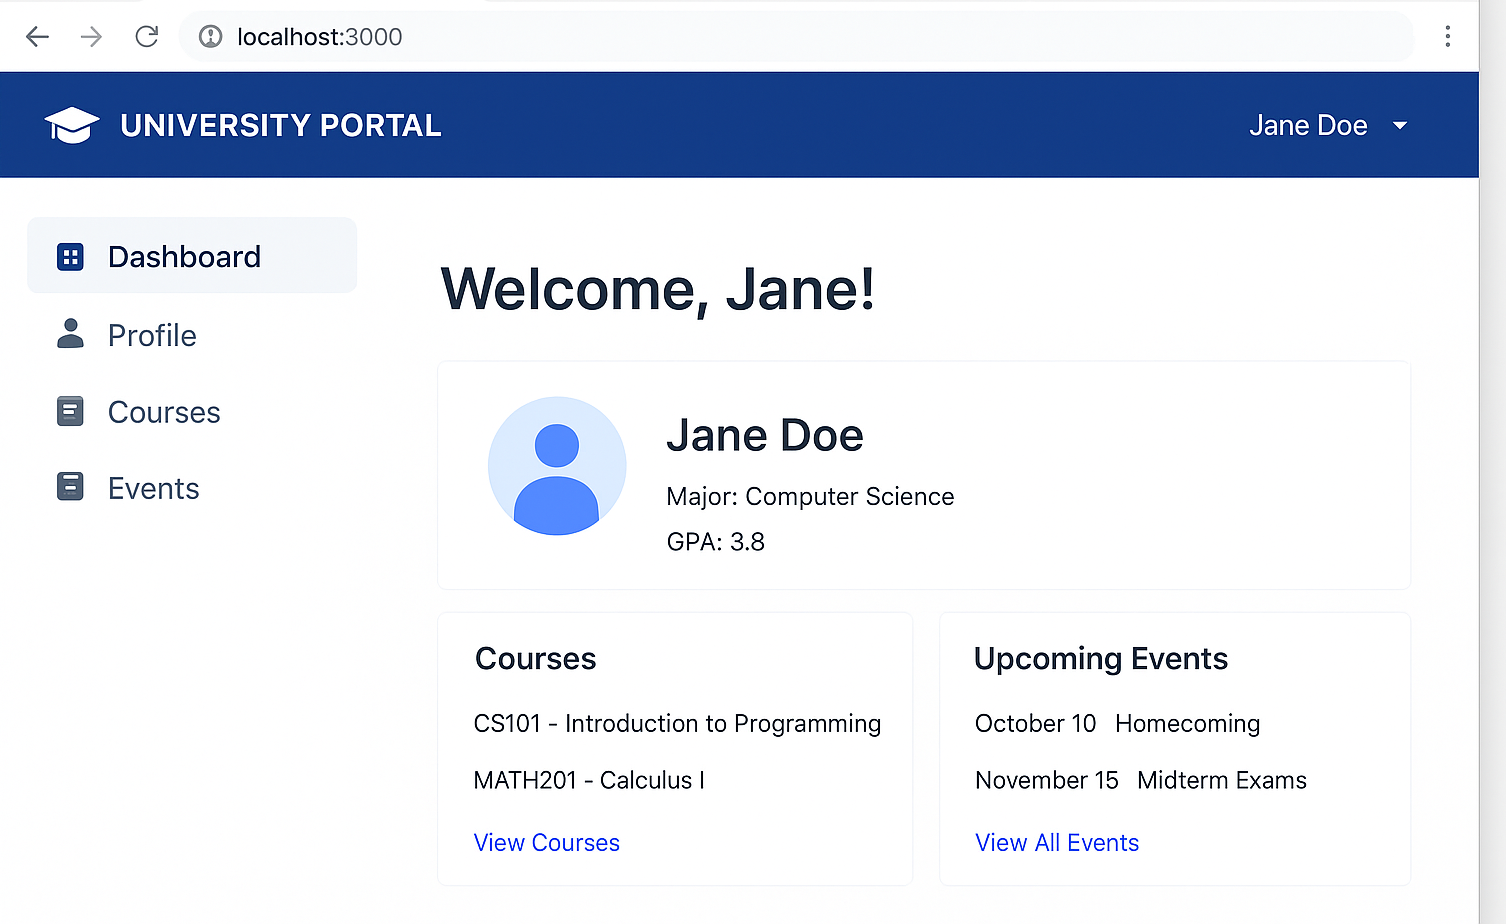 localhost:3000
UNIVERSITY PORTAL
Jane Doe
Dashboard
Profile
Courses
Events
Welcome, Jane!
Jane Doe
Major: Computer Science
GPA: 3.8
Courses
CS101 - Introduction to Programming
MATH201 - Calculus I
View Courses
Upcoming Events
October 10 Homecoming
November 15 Midterm Exams
View All Events